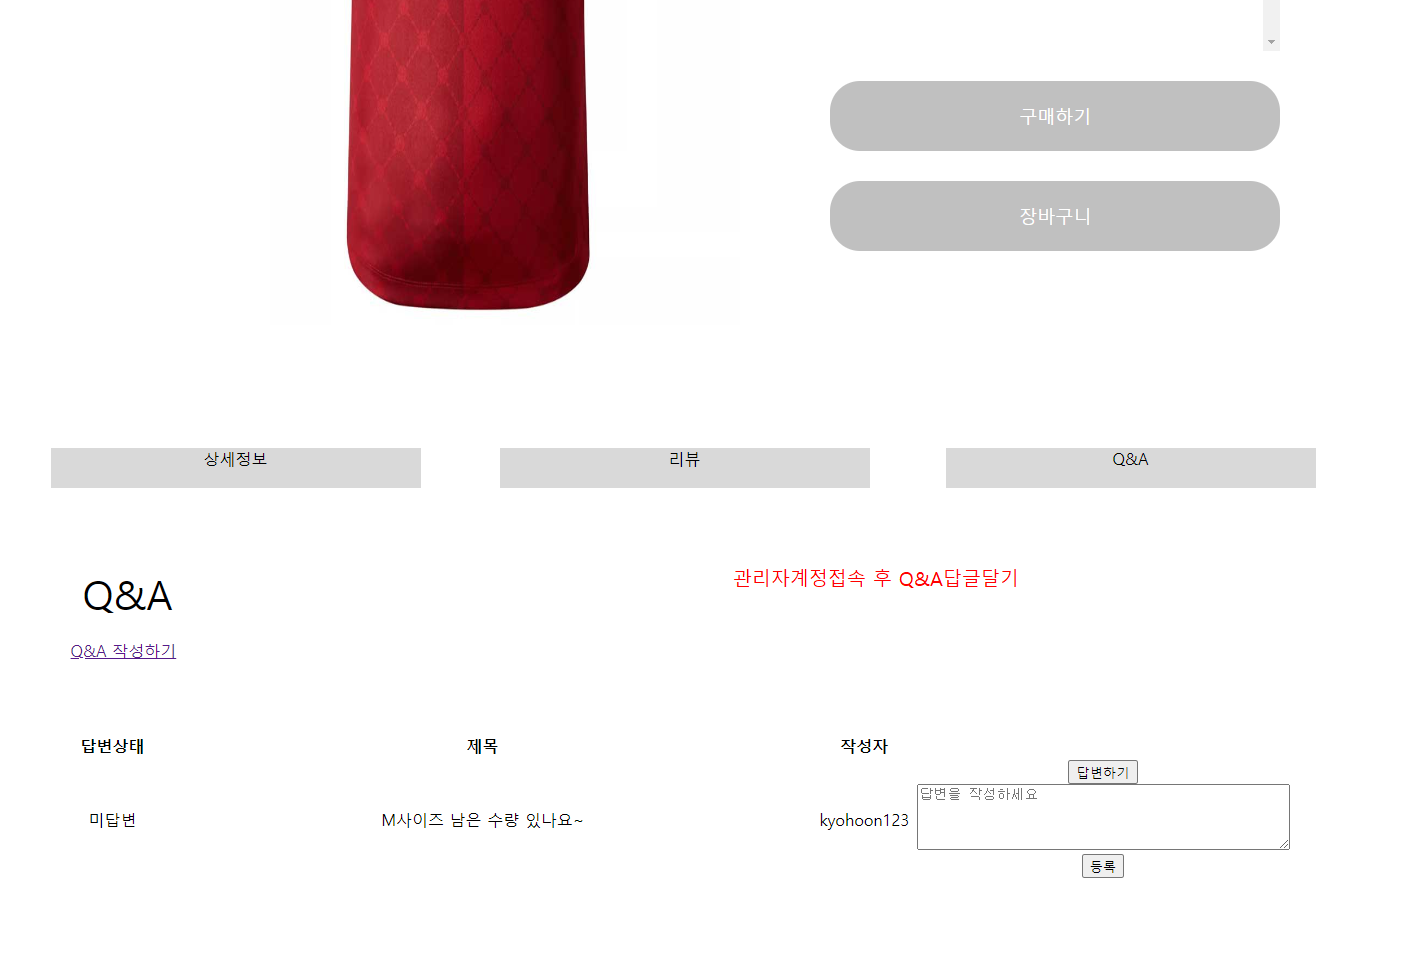 구매하기
장바구니
상세정보
리뷰
Q&A
Q&A
관리자계정접속 후 Q&A답글달기
Q&A 작성하기
답변상태
제목
작성자
답변하기
미답변
M사이즈 남은 수량 있나요~
kyohoon123
답변을 작성하세요
등록